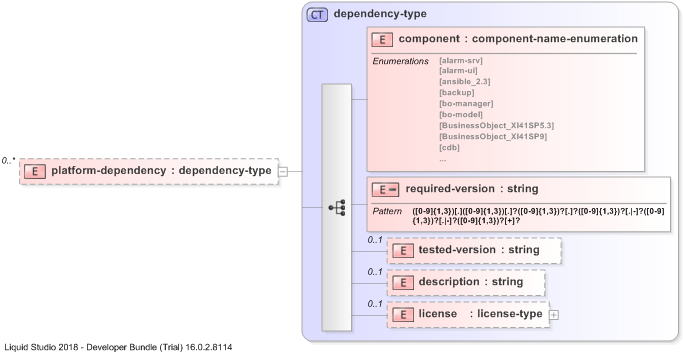 CT dependency-type
E component : component-name-enumeration
Enumerations [alarm-srv]
[alarm-ui]
[ansible_2.3]
[backup]
[bo-manager]
[bo-model]
[BusinessObject_XI41SP5.3]
[BusinessObject_XI41SP9]
[cdb]
...
0..*
E platform-dependency : dependency-type
E required-version : string
Pattern ([0-9]{1,3})[.]([0-9]{1,3})[.]?([0-9]{1,3})?[.]?([0-9]{1,3})?[.|-]?([0-9]
{1,3})?[.|-]?([0-9]{1,3})?[+]?
0..1
E tested-version : string
0..1
E description : string
0..1
E license : license-type
Liquid Studio 2018 - Developer Bundle (Trial) 16.0.2.8114